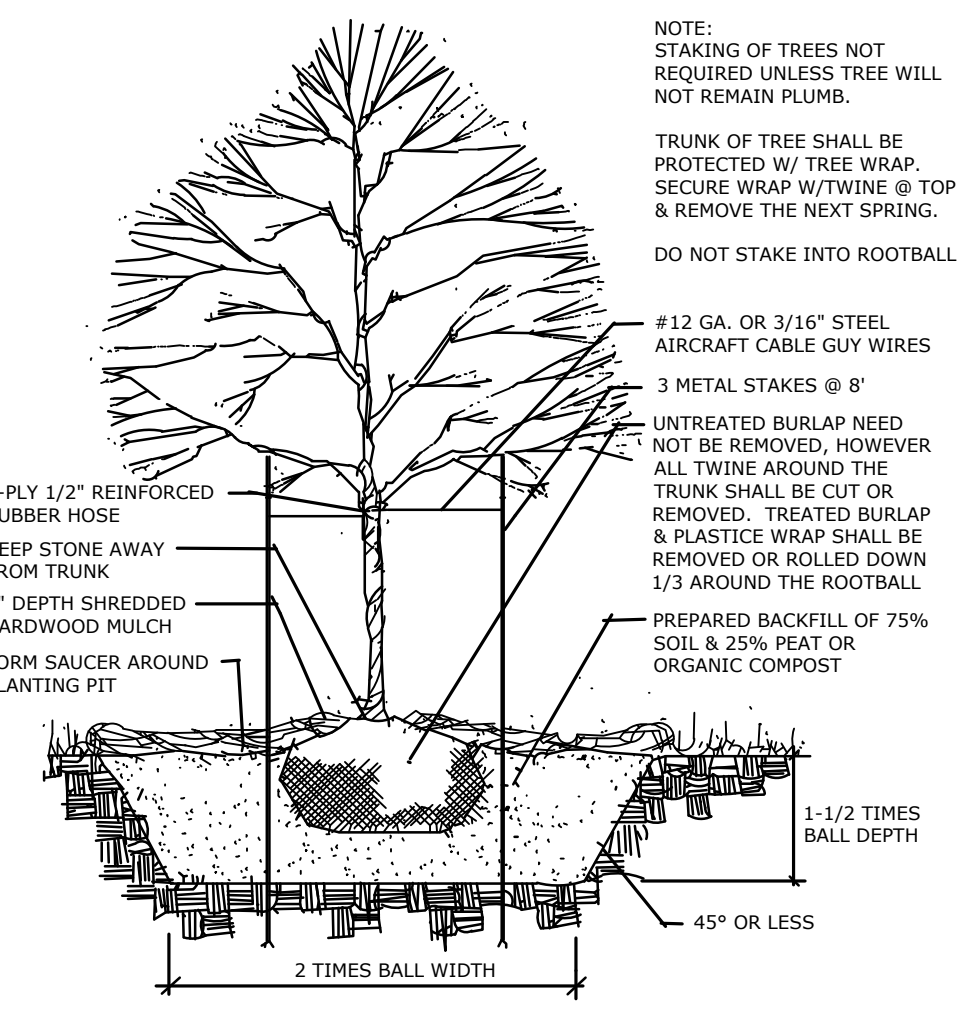 NOTE:
STAKING OF TREES NOT
REQUIRED UNLESS TREE WILL
NOT REMAIN PLUMB.
TRUNK OF TREE SHALL BE
PROTECTED W/ TREE WRAP.
SECURE WRAP W/TWINE @ TOP
& REMOVE THE NEXT SPRING.
DO NOT STAKE INTO ROOTBALL
#12 GA. OR 3/16" STEEL
AIRCRAFT CABLE GUY WIRES
3 METAL STAKES @ 8'
UNTREATED BURLAP NEED
NOT BE REMOVED, HOWEVER
ALL TWINE AROUND THE
TRUNK SHALL BE CUT OR
REMOVED. TREATED BURLAP
& PLASTICE WRAP SHALL BE
REMOVED OR ROLLED DOWN
1/3 AROUND THE ROOTBALL
PREPARED BACKFILL OF 75%
SOIL & 25% PEAT OR
ORGANIC COMPOST
-PLY 1/2" REINFORCED
UBBER HOSE
EEP STONE AWAY
ROM TRUNK
" DEPTH SHREDDED
ARDWOOD MULCH
ORM SAUCER AROUND
LANTING PIT
1-1/2 TIMES
BALL DEPTH
45° OR LESS
2 TIMES BALL WIDTH